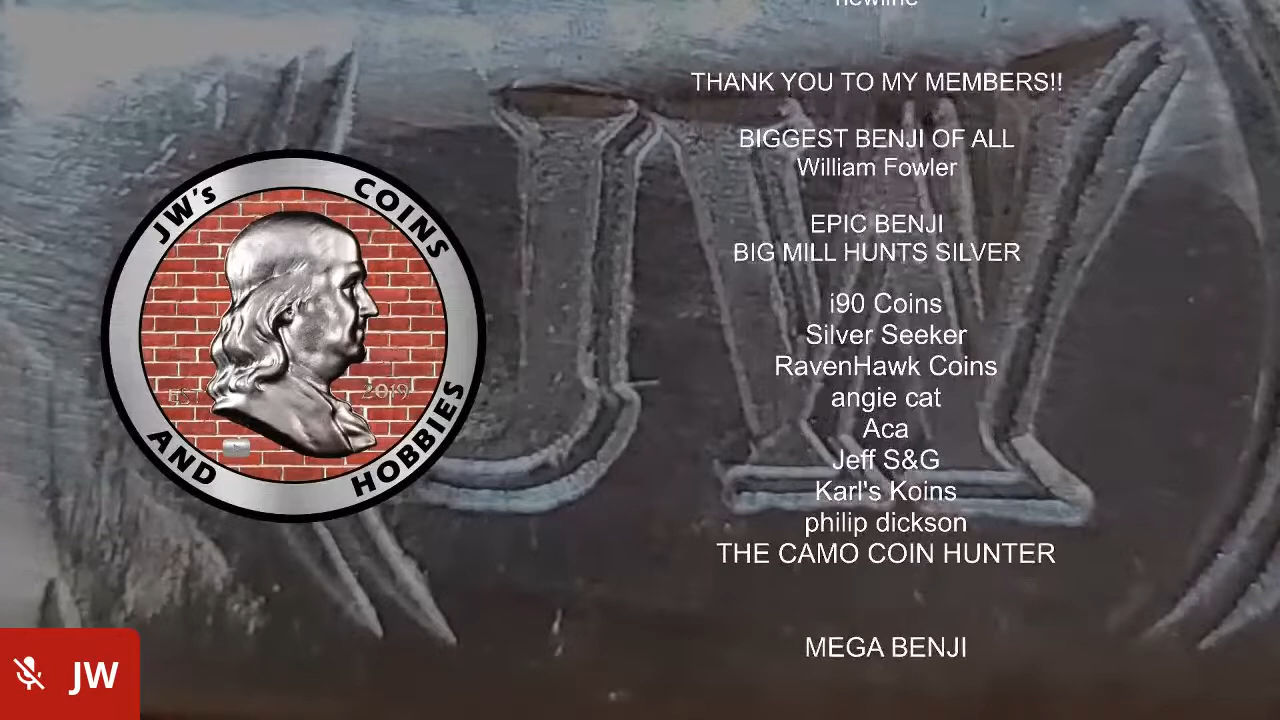 newline
THANK YOU TO MY MEMBERS!!
BIGGEST BENJI OF ALL
William Fowler
EPIC BENJI
BIG MILL HUNTS SILVER
i90 Coins
Silver Seeker
RavenHawk Coins
angie cat
Aca
Jeff S&G
Karl's Koins
philip dickson
THE CAMO COIN HUNTER
MEGA BENJI
JW's COINS
EST 2019
AND HOBBIES
JW
JW